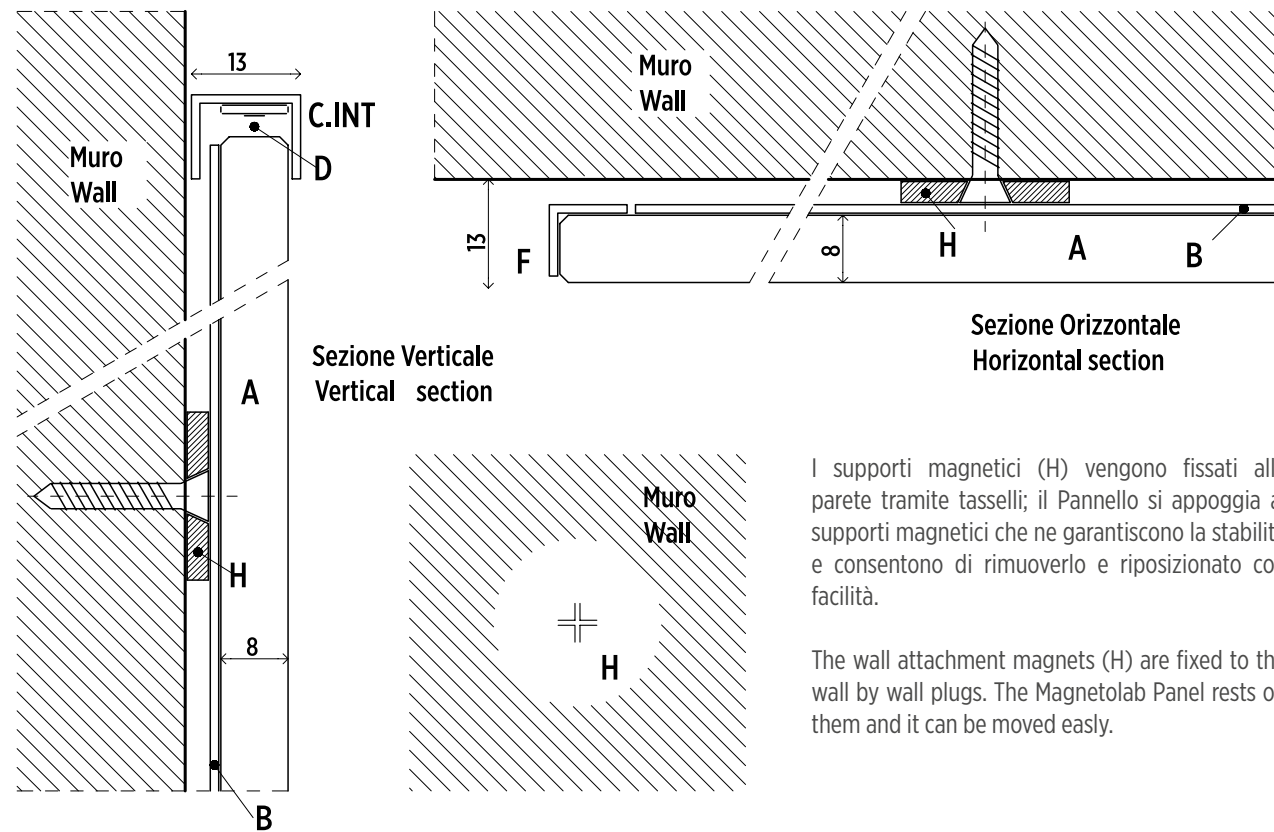 13
C.INT
D
Muro
Wall
A
Sezione Verticale
Vertical section
H
8
B
Muro
Wall
13
F
8
H
A
B
Sezione Orizzontale
Horizontal section
Muro
Wall
H
I supporti magnetici (H) vengono fissati all
parete tramite tasselli; il Pannello si appoggia a
supporti magnetici che ne garantiscono la stabilit
e consentono di rimuoverlo e riposizionato co
facilità.
The wall attachment magnets (H) are fixed to th
wall by wall plugs. The Magnetolab Panel rests o
them and it can be moved easly.